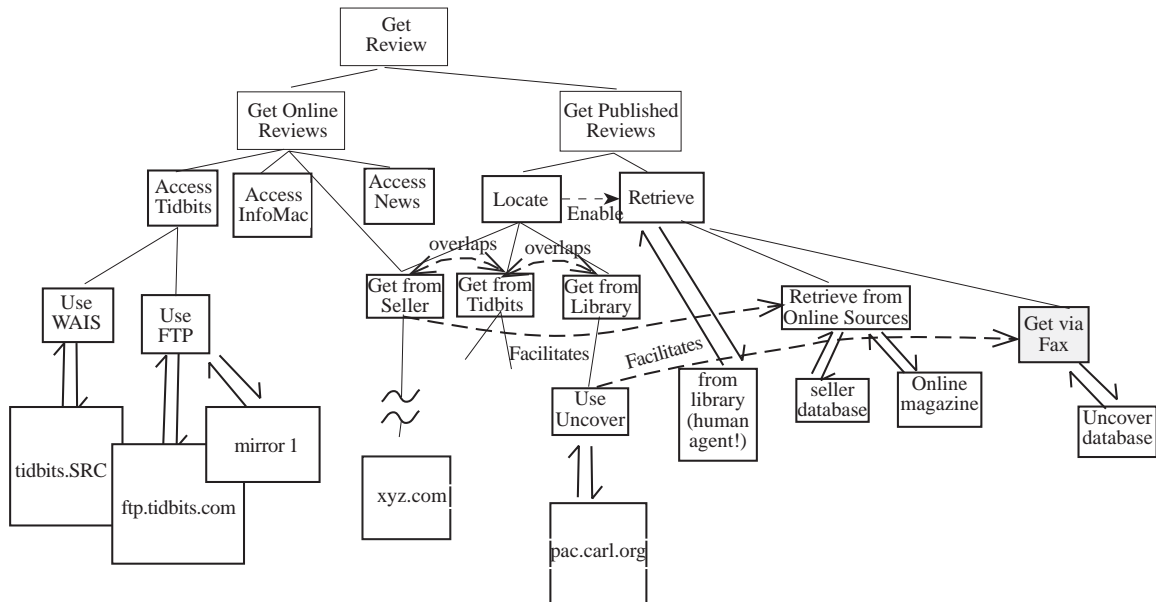 Get
Review
Get Online
Reviews
Get Published
Reviews
Access
Tidbits
Access
InfoMac
Access
News
Locate
Enable
Retrieve
overlaps
overlaps
Get from
Seller
Get from
Tidbits
Get from
Library
Retrieve from
Online Sources
Use
WAIS
Use
FTP
Get via
Fax
Facilitates
Facilitates
from
library
(human
agent!)
seller
database
Online
magazine
Use
Uncover
Uncover
database
tidbits.SRC
mirror 1
ftp.tidbits.com
xyz.com
pac.carl.org